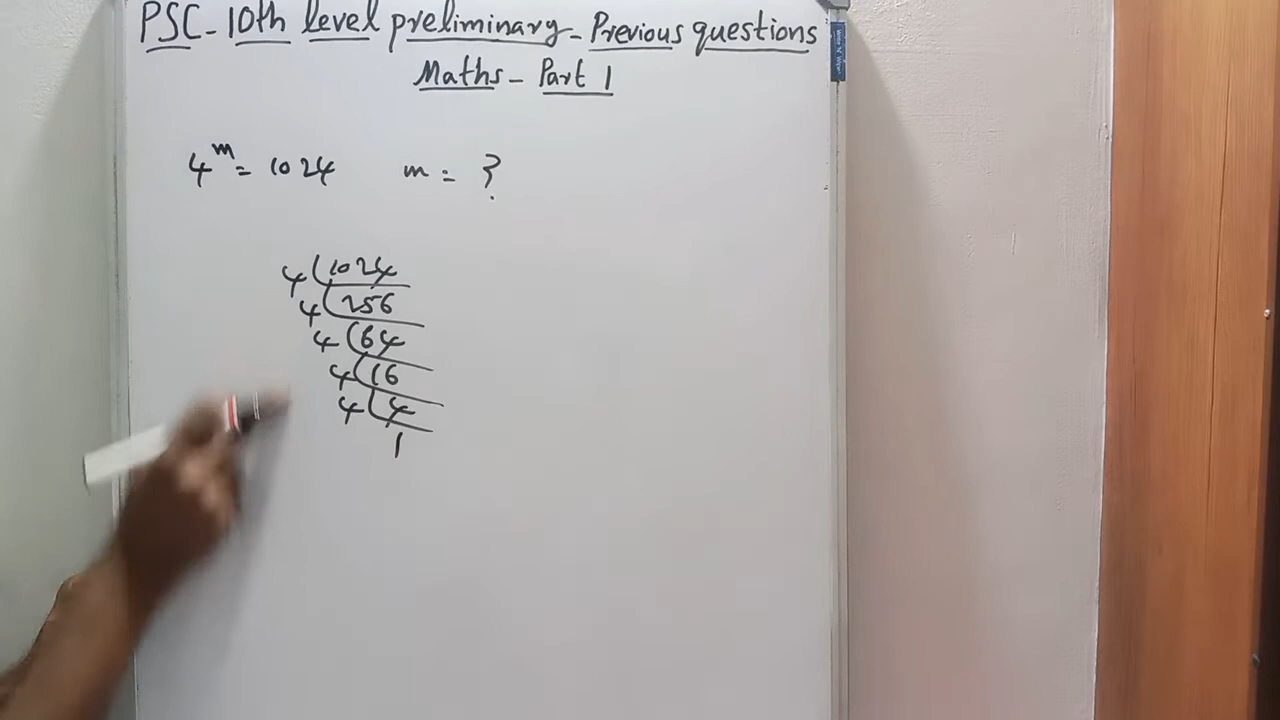 PSC - 10th level preliminary - Previous questions
Maths - Part 1
4^m = 1024 m = ?
4 | 1024
4 | 256
4 | 64
4 | 16
4 | 4
1